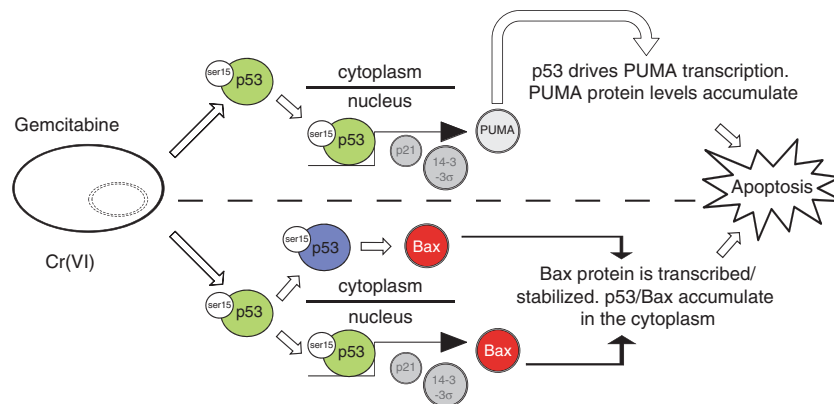 Gemcitabine
Cr(VI)
ser15
p53
cytoplasm
nucleus
ser15
p53
p21
14-3
-3σ
PUMA
p53 drives PUMA transcription.
PUMA protein levels accumulate
Apoptosis
ser15
p53
Bax
ser15
p53
cytoplasm
nucleus
ser15
p53
p21
14-3
-3σ
Bax
Bax protein is transcribed/
stabilized. p53/Bax accumulate
in the cytoplasm